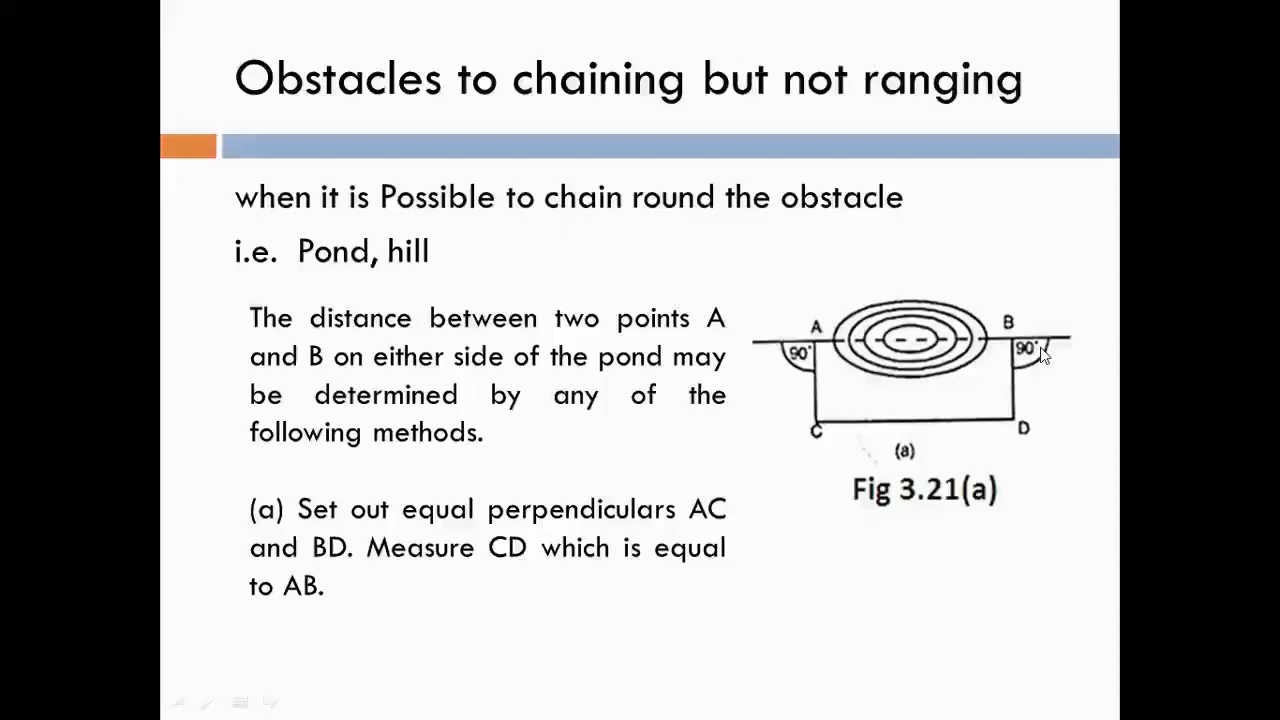 Obstacles to chaining but not ranging
when it is Possible to chain round the obstacle
i.e. Pond, hill
The distance between two points A
and B on either side of the pond may
be determined by any of the
following methods.
(a) Set out equal perpendiculars AC
and BD. Measure CD which is equal
to AB.
A
B
90°
90°
C
D
(a)
Fig 3.21(a)